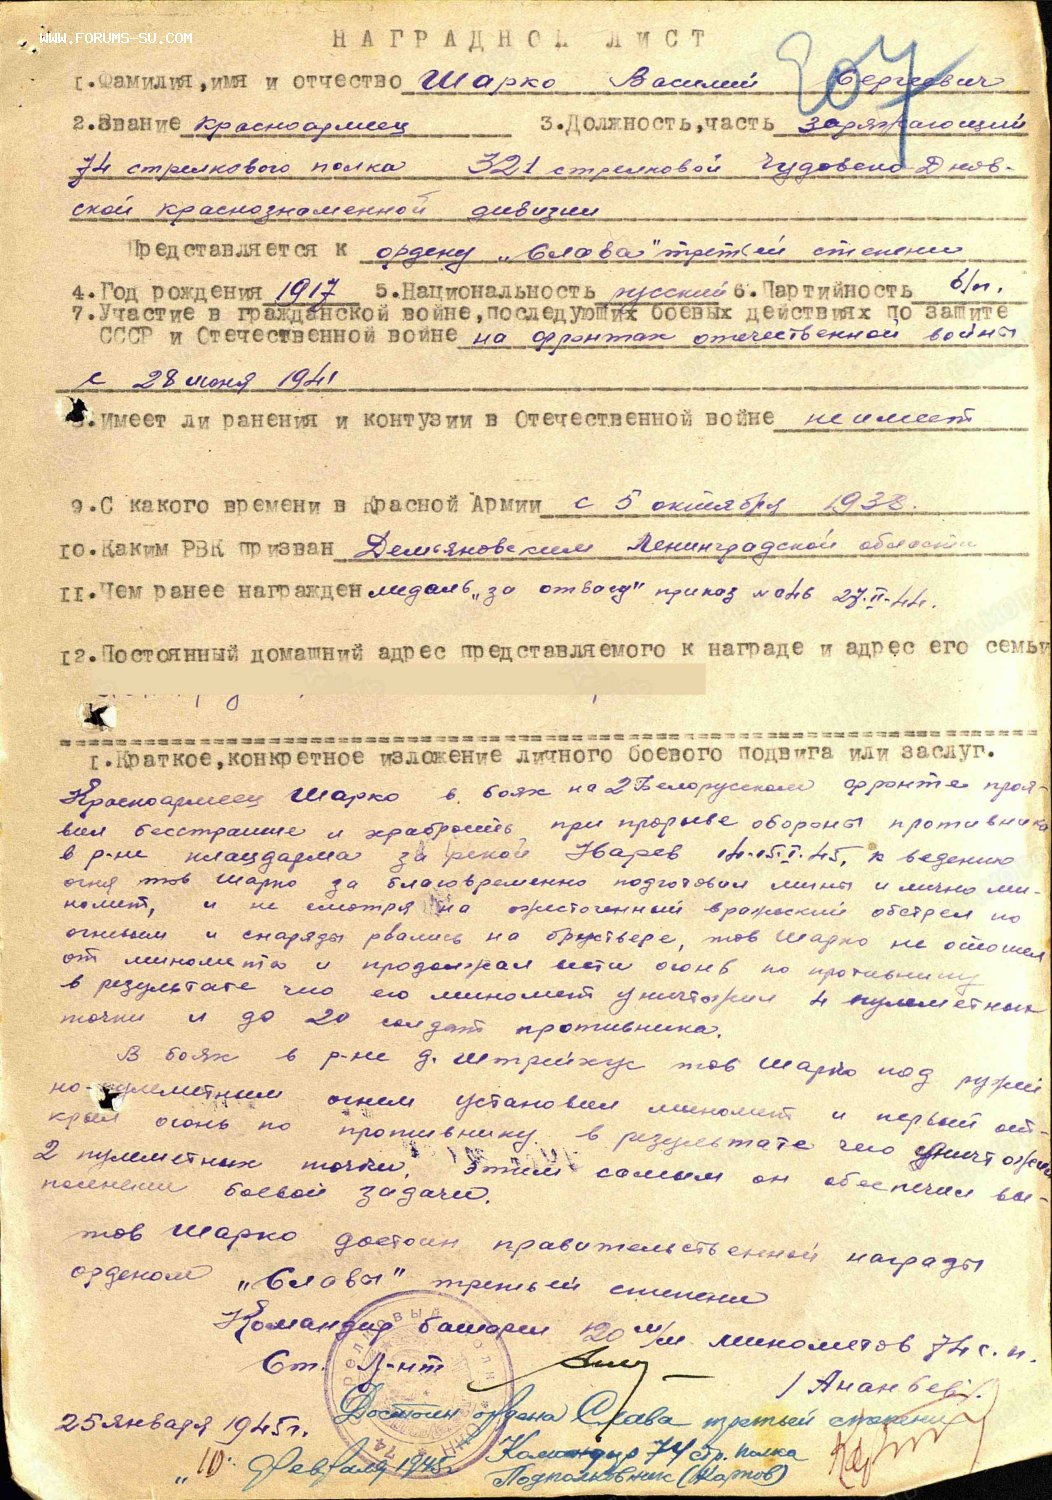 WWW.FORUMS-SU.COM
НАГРАДНОЙ ЛИСТ
207
1.Фамилия,имя и отчество Шарко Василий Сергеевич
2.Звание красноармеец 3.Должность,часть заряжающий
74 стрелкового полка 321 стрелковой Чудовско Днов-
ской краснознаменной дивизии
Представляется к ордену „Слава" третей степени
4.Год рождения 1917 5.Национальность русский 6.Партийность б/п.
7.Участие в гражданской войне,последующих боевых действиях по защите
СССР и Отечественной войне на фронтах отечественной войны
с 28 июня 1941
8.Имеет ли ранения и контузии в Отечественной войне не имеет
9.С какого времени в Красной Армии с 5 октября 1938.
10.Каким РВК призван Демьяновским Ленинградской области
11.Чем ранее награжден медаль „за отвагу" приказ №046 27.II.44.
12.Постоянный домашний адрес представляемого к награде и адрес его семьи
1.Краткое,конкретное изложение личного боевого подвига или заслуг.
Красноармеец Шарко в боях на 2 Белорусском фронте проя-
вил бесстрашие и храбрость, при прорыве обороны противника
в р-не плацдарма за рекой Нарев 14-15.I.45, к ведению
огня тов Шарко за благовременно подготовил мины и лично ми-
номет, и не смотря на ожесточенный вражеский обстрел по
огневым и снаряды рвались на бруствере, тов Шарко не отошел
от миномета и продолжал вести огонь по противнику
в результате чего его миномет уничтожил 4 пулеметных
точки и до 20 солдат противника.
В боях в р-не д. Штрейхус тов Шарко под ружей
но-пулеметным огнем установил миномет и первый от-
крыл огонь по противнику в результате чего уничтожил
2 пулеметных точки. Этим самым он обеспечил вы-
полнении боевой задачи.
тов Шарко достоин правительственной награды
орденом „Славы" третьей степени
Командир батареи 120 м/м. минометов 74 с.п.
Ст. Л-нт /Ананьев/.
25 января 1945г.
Достоин ордена Слава третьей степени
Командир 74 стр. полка
Подполковник (Карпов)
„10" февраля 1945г